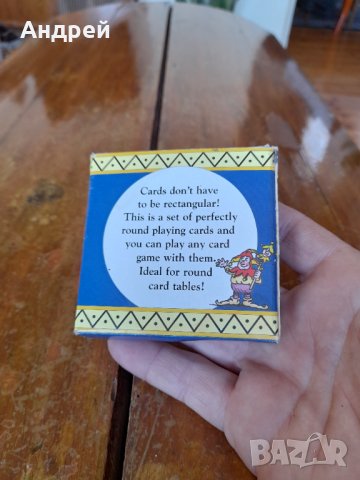 Андрей
Cards don't have
to be rectangular!
This is a set of perfectly
round playing cards and
you can play any card
game with them.
Ideal for round
card tables!
BAZAR